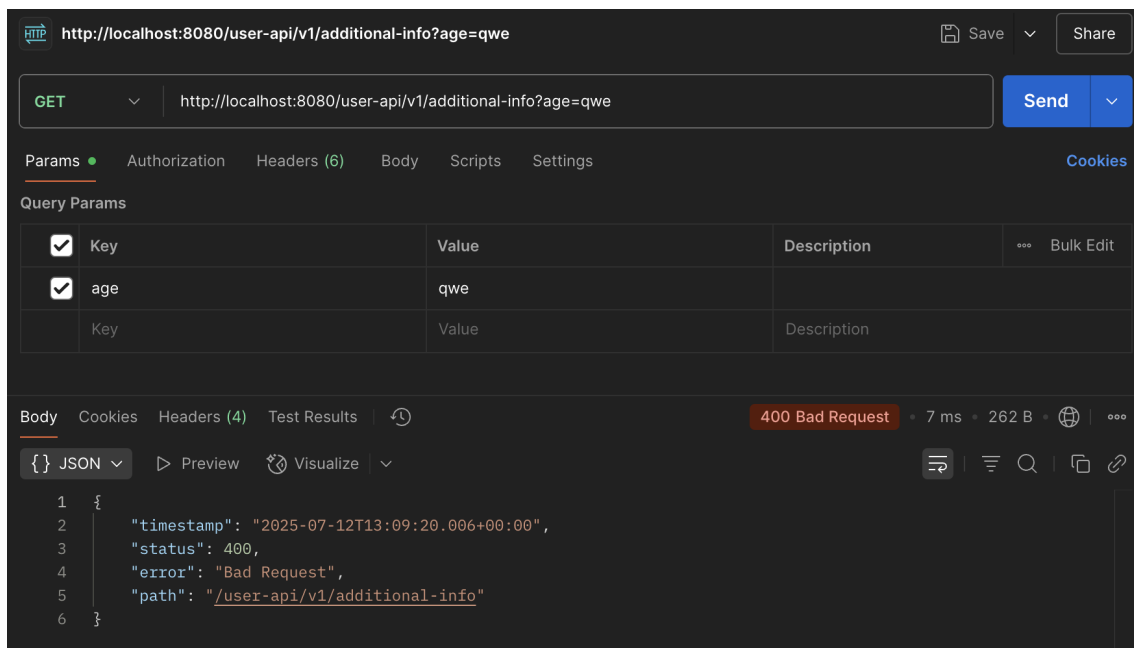 HTTP http://localhost:8080/user-api/v1/additional-info?age=qwe Save Share
GET http://localhost:8080/user-api/v1/additional-info?age=qwe Send
Params Authorization Headers (6) Body Scripts Settings Cookies
Query Params
Key Value Description Bulk Edit
age qwe
Key Value Description
Body Cookies Headers (4) Test Results 400 Bad Request 7 ms 262 B
{} JSON Preview Visualize
1 {
2 "timestamp": "2025-07-12T13:09:20.006+00:00",
3 "status": 400,
4 "error": "Bad Request",
5 "path": "/user-api/v1/additional-info"
6 }